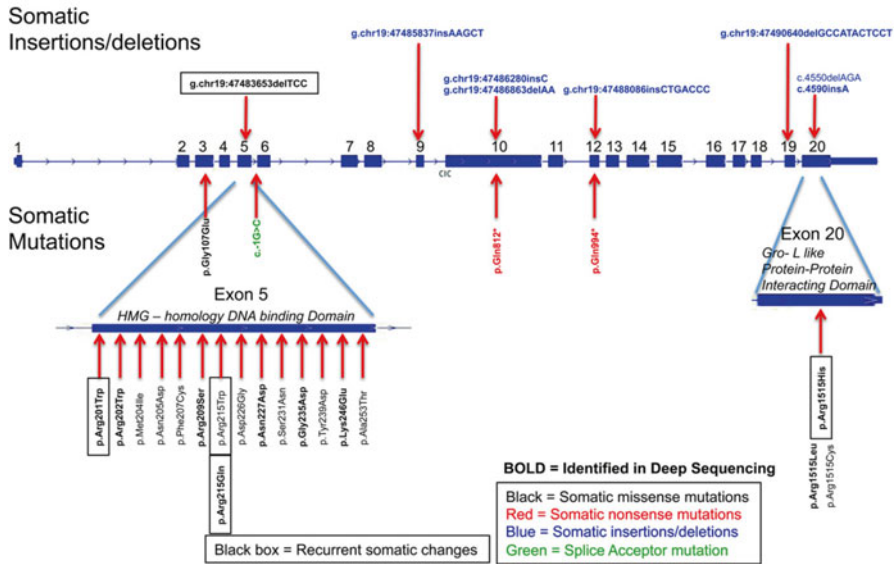 Somatic
Insertions/deletions
g.chr19:47485837insAAGCT
g.chr19:47490640delGCCATACTCCT
g.chr19:47483653delTCC
g.chr19:47486280insC
g.chr19:47486863delAA
g.chr19:47488086insCTGACCC
c.4550delAGA
c.4590insA
1 2 3 4 5 6 7 8 9 10 11 12 13 14 15 16 17 18 19 20
CIC
Somatic
Mutations
p.Gly107Glu
c.-1G>C
p.Gln812*
p.Gln994*
Exon 5
HMG – homology DNA binding Domain
Exon 20
Gro- L like
Protein-Protein
Interacting Domain
p.Arg201Trp
p.Arg202Trp
p.Met204Ile
p.Asn205Asp
p.Phe207Cys
p.Arg209Ser
p.Arg215Trp
p.Arg215Gln
p.Asp226Gly
p.Asn227Asp
p.Ser231Asn
p.Gly235Asp
p.Tyr239Asp
p.Lys246Glu
p.Ala253Thr
p.Arg1515His
p.Arg1515Leu
p.Arg1515Cys
BOLD = Identified in Deep Sequencing
Black = Somatic missense mutations
Red = Somatic nonsense mutations
Blue = Somatic insertions/deletions
Green = Splice Acceptor mutation
Black box = Recurrent somatic changes